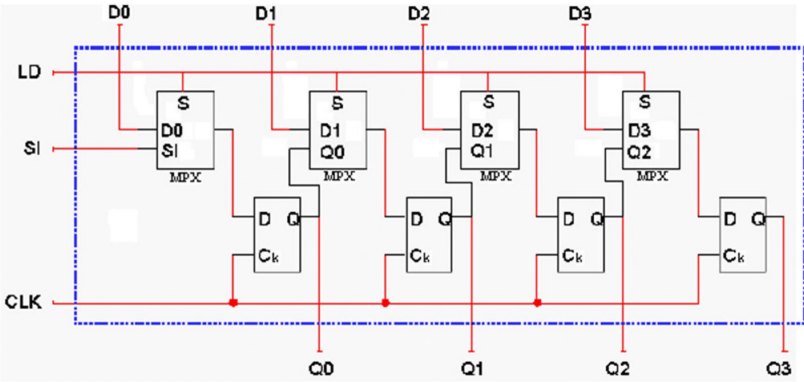 D0 D1 D2 D3
LD
S S S S
D0 D1 D2 D3
SI SI Q0 Q1 Q2
MPX MPX MPX MPX
D Q D Q D Q D Q
Ck Ck Ck Ck
CLK
Q0 Q1 Q2 Q3